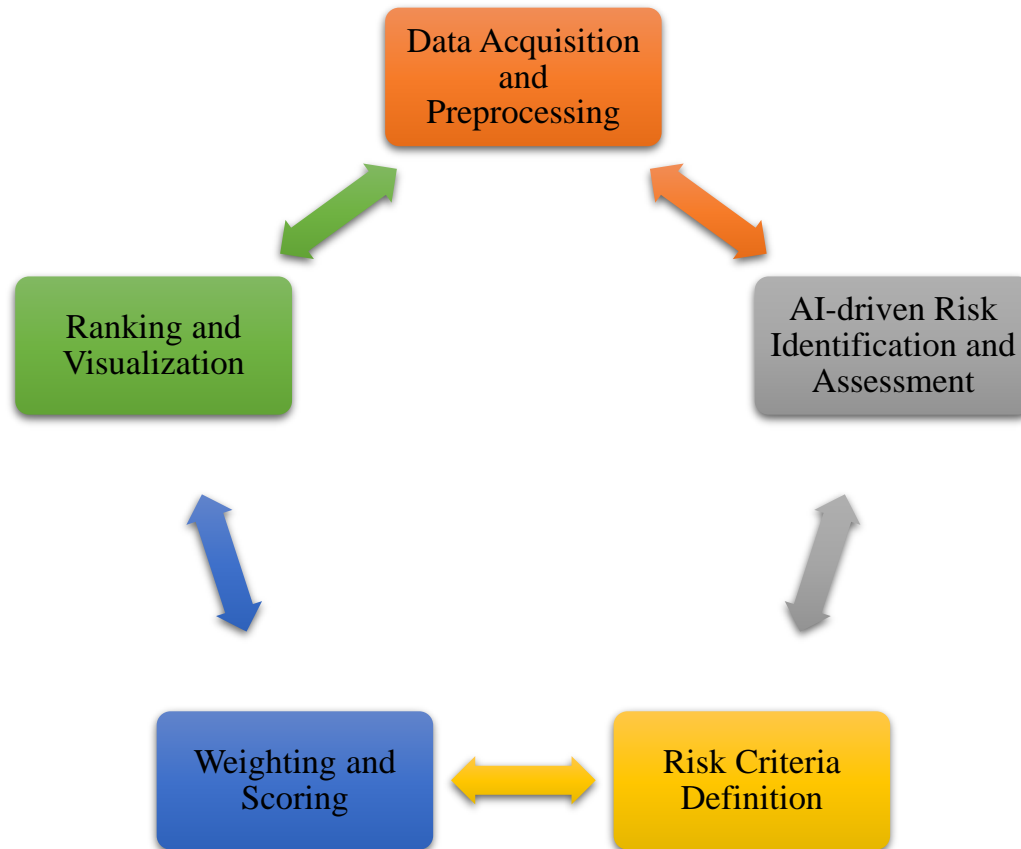 Data Acquisition
and
Preprocessing
AI-driven Risk
Identification and
Assessment
Risk Criteria
Definition
Weighting and
Scoring
Ranking and
Visualization